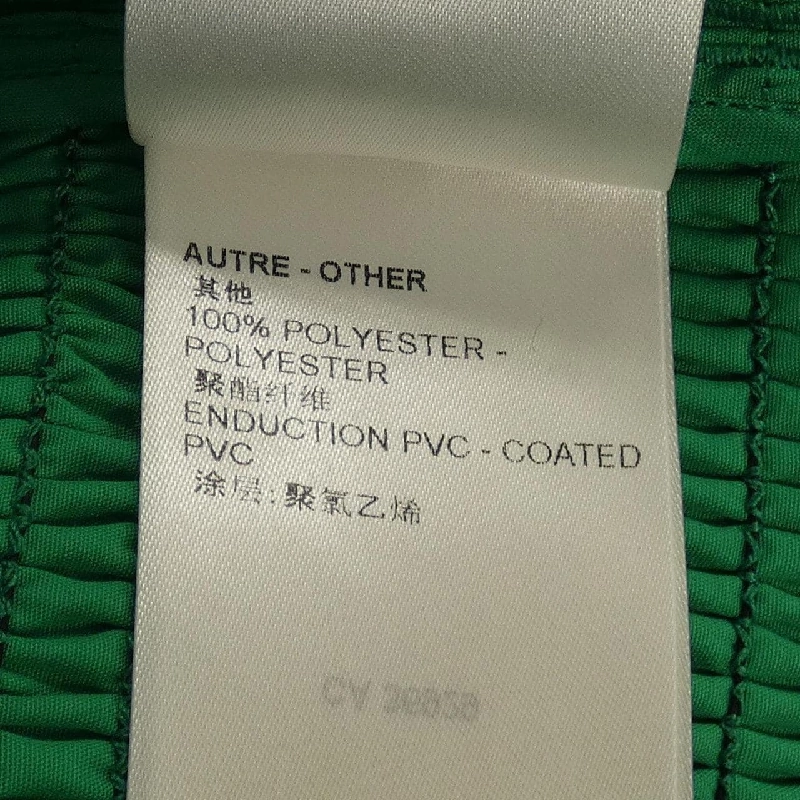 AUTRE - OTHER
其他
100% POLYESTER -
POLYESTER
聚酯纤维
ENDUCTION PVC - COATED
PVC
涂层:聚氯乙烯